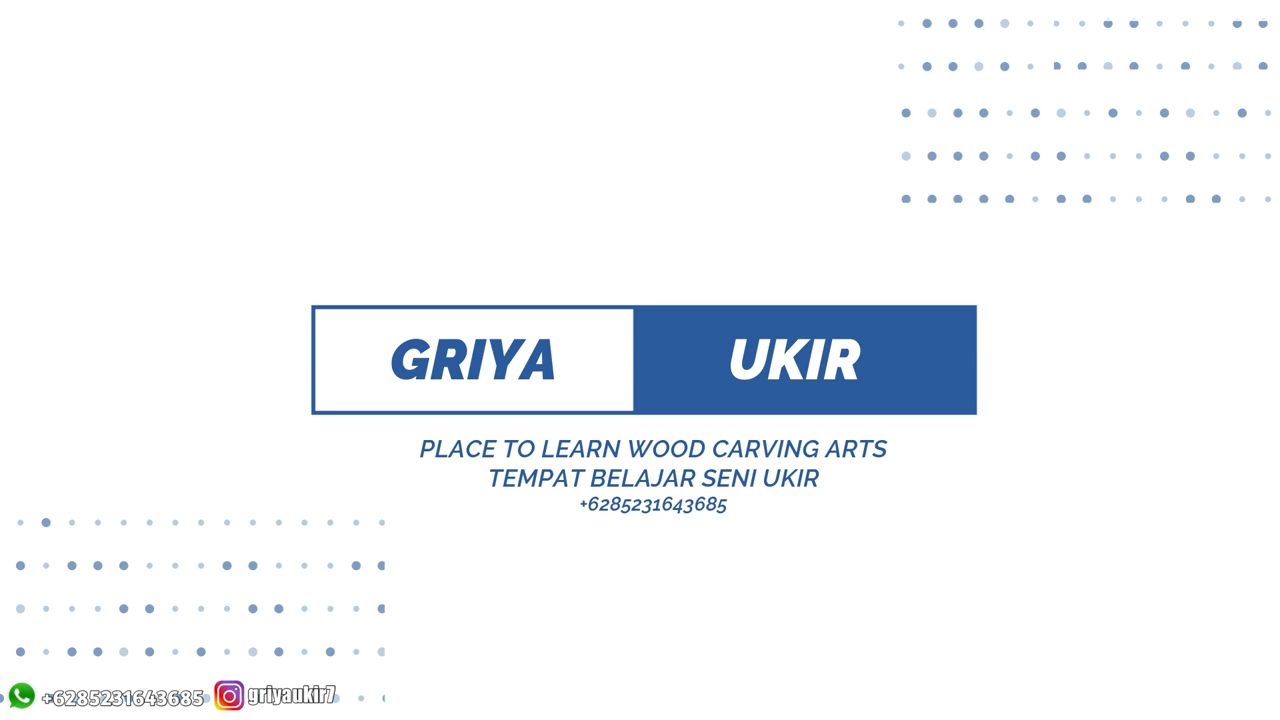 GRIYA UKIR
PLACE TO LEARN WOOD CARVING ARTS
TEMPAT BELAJAR SENI UKIR
+6285231643685
+6285231643685 griyaukir7